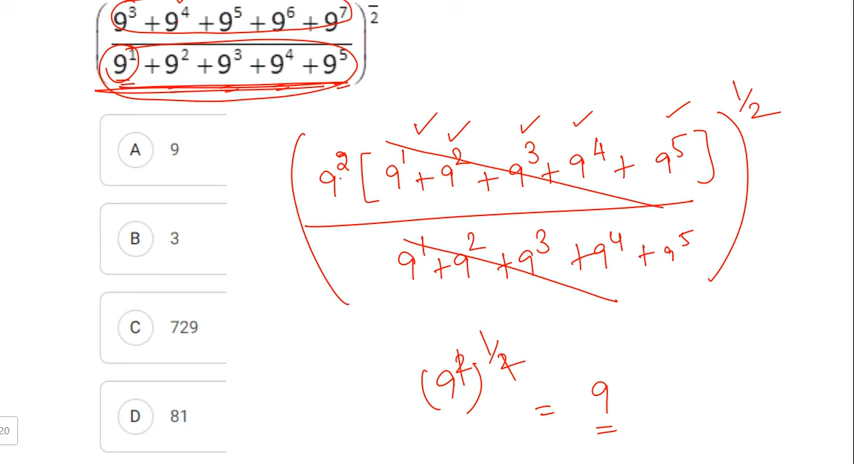 ( (9³ + 9⁴ + 9⁵ + 9⁶ + 9⁷) / (9¹ + 9² + 9³ + 9⁴ + 9⁵) )^(1/2)
( 9² [ 9¹ + 9² + 9³ + 9⁴ + 9⁵ ] / 9¹ + 9² + 9³ + 9⁴ + 9⁵ )^(1/2)
A 9
B 3
C 729
D 81
(9²)^(1/2) = 9
20